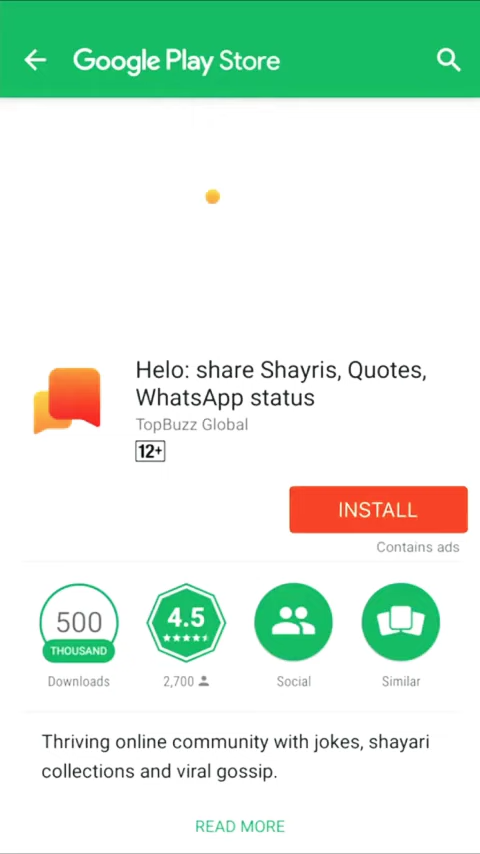 Google Play Store
Helo: share Shayris, Quotes,
WhatsApp status
TopBuzz Global
12+
INSTALL
Contains ads
500
THOUSAND
4.5
Downloads
2,700
Social
Similar
Thriving online community with jokes, shayari
collections and viral gossip.
READ MORE